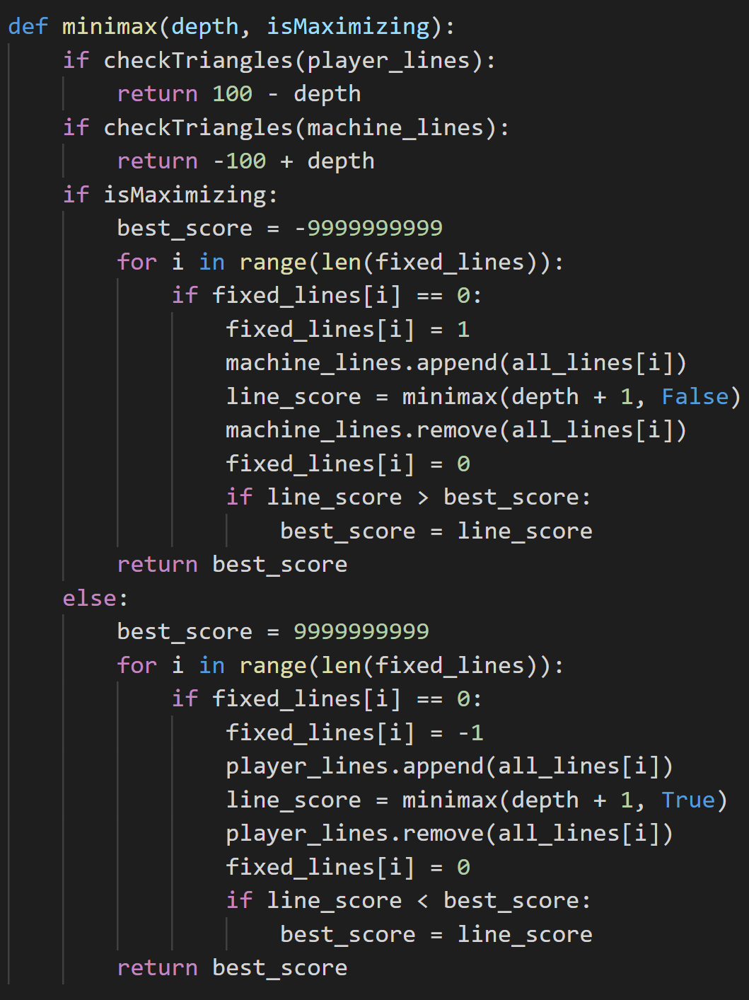 def minimax(depth, isMaximizing):
    if checkTriangles(player_lines):
        return 100 - depth
    if checkTriangles(machine_lines):
        return -100 + depth
    if isMaximizing:
        best_score = -9999999999
        for i in range(len(fixed_lines)):
            if fixed_lines[i] == 0:
                fixed_lines[i] = 1
                machine_lines.append(all_lines[i])
                line_score = minimax(depth + 1, False)
                machine_lines.remove(all_lines[i])
                fixed_lines[i] = 0
                if line_score > best_score:
                    best_score = line_score
        return best_score
    else:
        best_score = 9999999999
        for i in range(len(fixed_lines)):
            if fixed_lines[i] == 0:
                fixed_lines[i] = -1
                player_lines.append(all_lines[i])
                line_score = minimax(depth + 1, True)
                player_lines.remove(all_lines[i])
                fixed_lines[i] = 0
                if line_score < best_score:
                    best_score = line_score
        return best_score